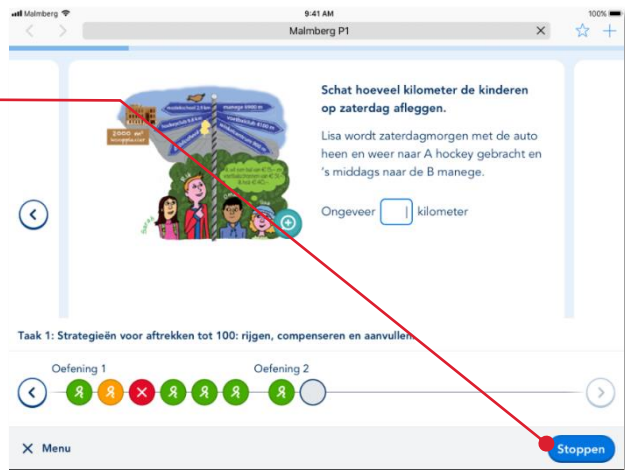 Malmberg
9:41 AM
100%
Malmberg P1
Schat hoeveel kilometer de kinderen
op zaterdag afleggen.
Lisa wordt zaterdagmorgen met de auto
heen en weer naar A hockey gebracht en
's middags naar de B manege.
Ongeveer kilometer
2000 m²
manege 6900 m
Taak 1: Strategieën voor aftrekken tot 100: rijgen, compenseren en aanvullen.
Oefening 1
Oefening 2
Menu
Stoppen